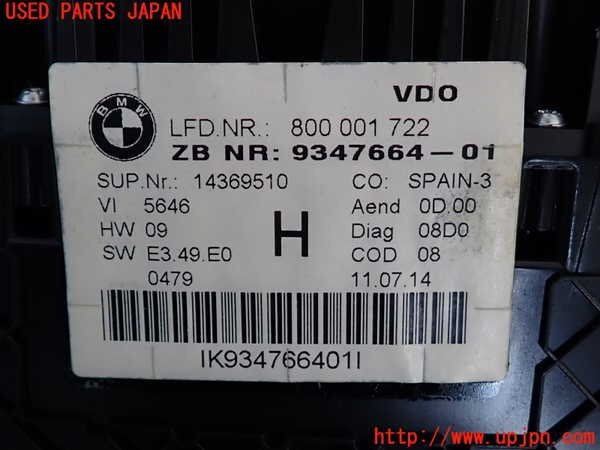 USED PARTS JAPAN
BMW
VDO
LFD.NR.: 800 001 722
ZB NR: 9347664-01
SUP.Nr.: 14369510 CO: SPAIN-3
VI 5646 Aend 0D.00
HW 09 H Diag 08D0
SW E3.49.E0 COD 08
0479 11.07.14
IK934766401I
http://www.upjpn.com/